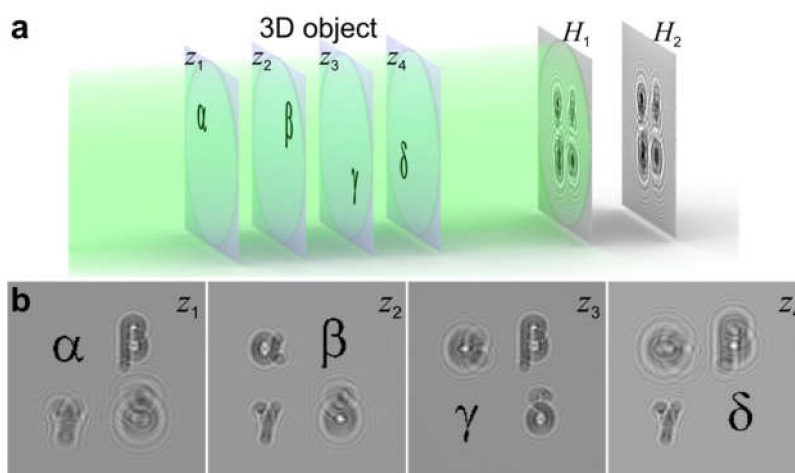 a
3D object
z₁ z₂ z₃ z₄ H₁ H₂
α β γ δ
b
z₁ z₂ z₃
α β β
β γ δ